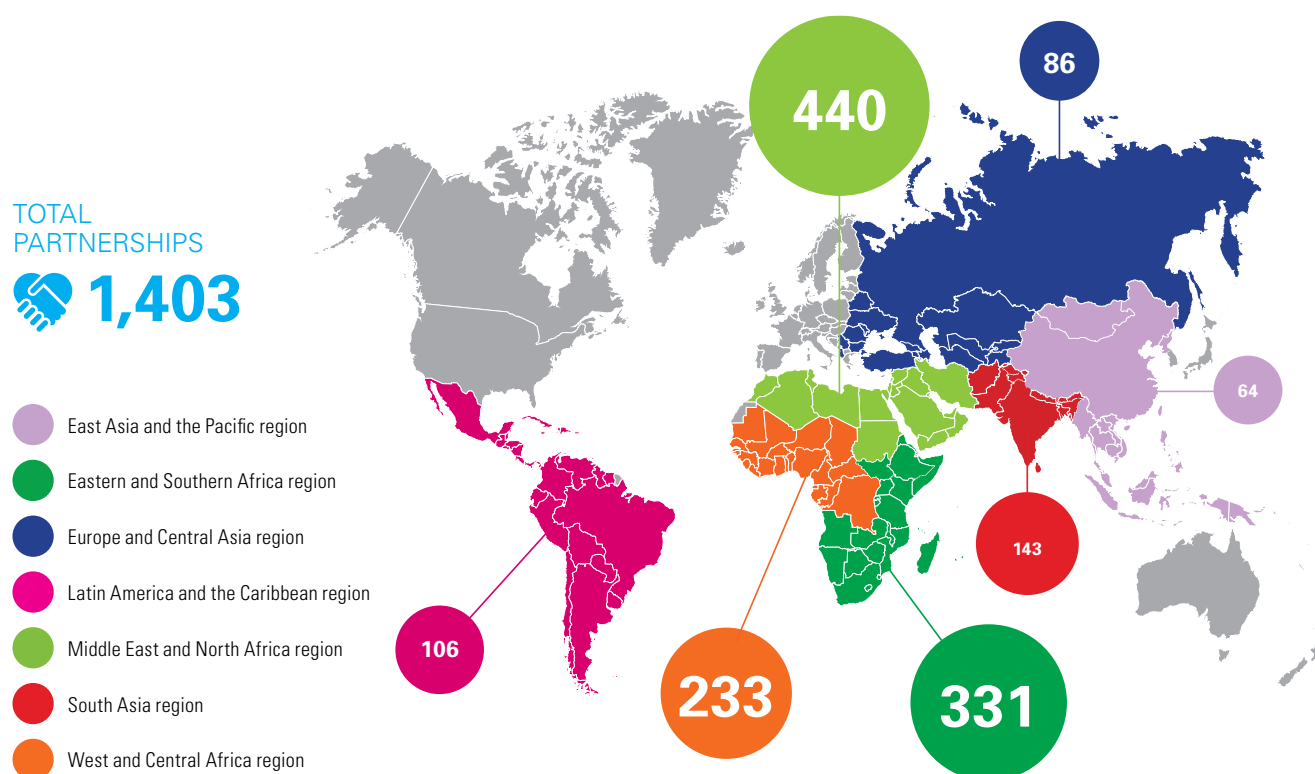 TOTAL
PARTNERSHIPS
1,403
East Asia and the Pacific region
Eastern and Southern Africa region
Europe and Central Asia region
Latin America and the Caribbean region
Middle East and North Africa region
South Asia region
West and Central Africa region
440
86
64
143
106
233
331